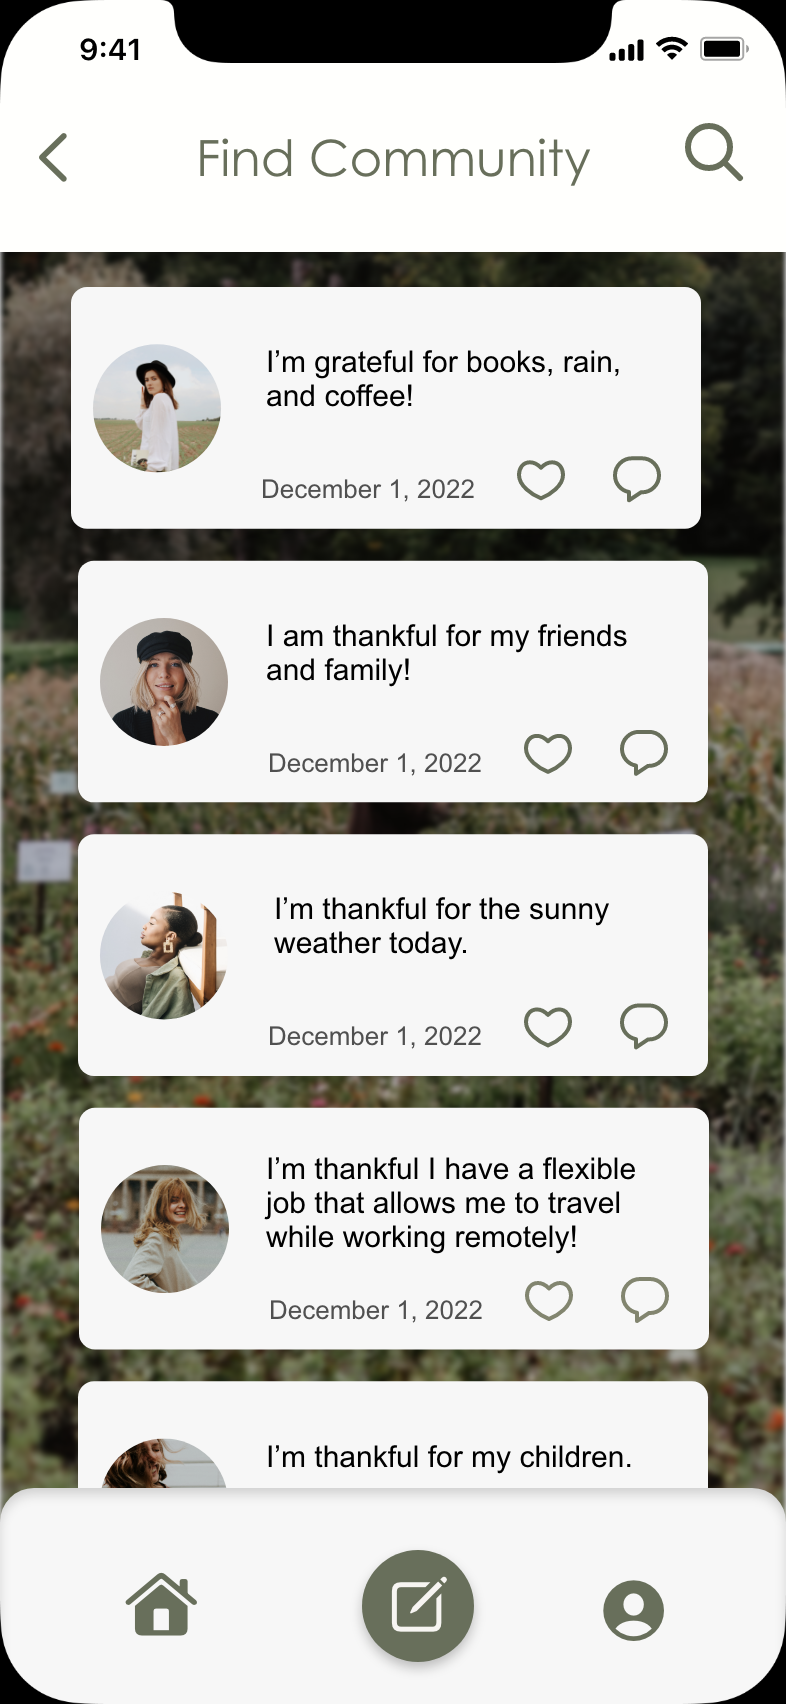 9:41
Find Community
I’m grateful for books, rain,
and coffee!
December 1, 2022
I am thankful for my friends
and family!
December 1, 2022
I’m thankful for the sunny
weather today.
December 1, 2022
I’m thankful I have a flexible
job that allows me to travel
while working remotely!
December 1, 2022
I’m thankful for my children.